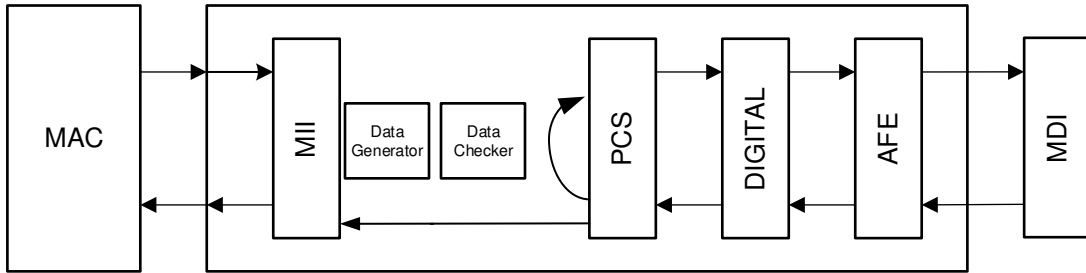 MAC
MII
Data
Generator
Data
Checker
PCS
DIGITAL
AFE
MDI